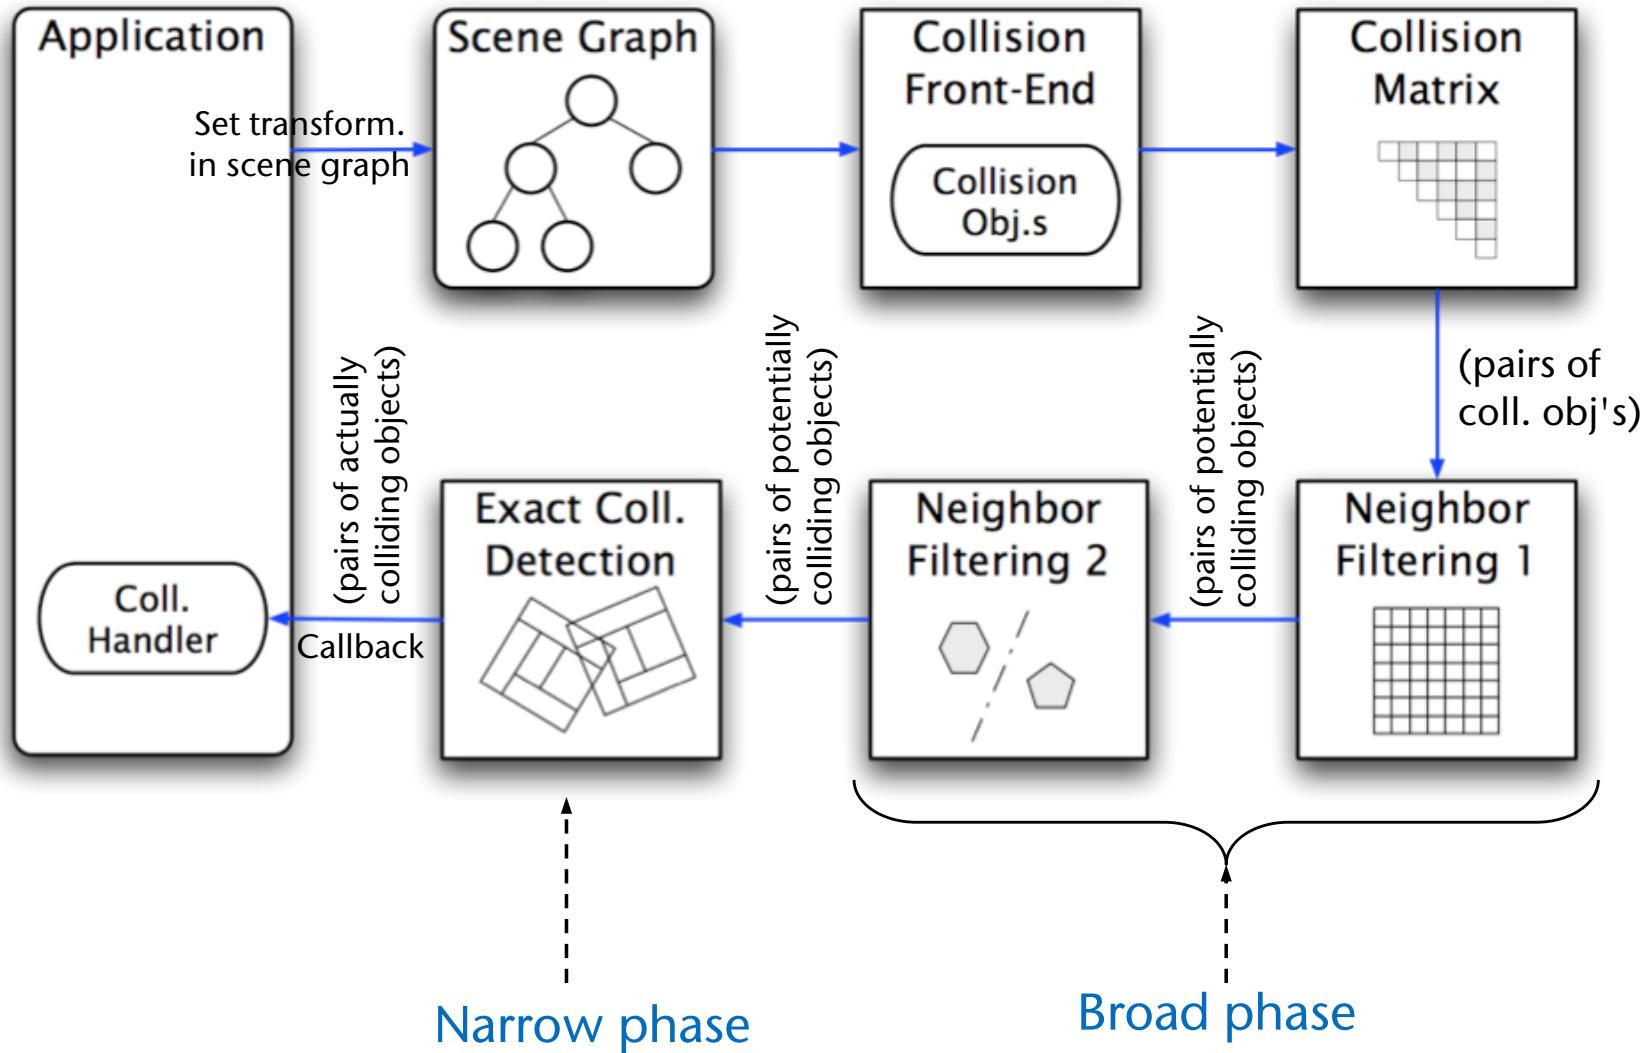 Application
Set transform.
in scene graph
Scene Graph
Collision
Front-End
Collision
Obj.s
Collision
Matrix
(pairs of
coll. obj's)
Neighbor
Filtering 1
(pairs of potentially
colliding objects)
Neighbor
Filtering 2
(pairs of potentially
colliding objects)
Exact Coll.
Detection
(pairs of actually
colliding objects)
Callback
Coll.
Handler
Narrow phase
Broad phase